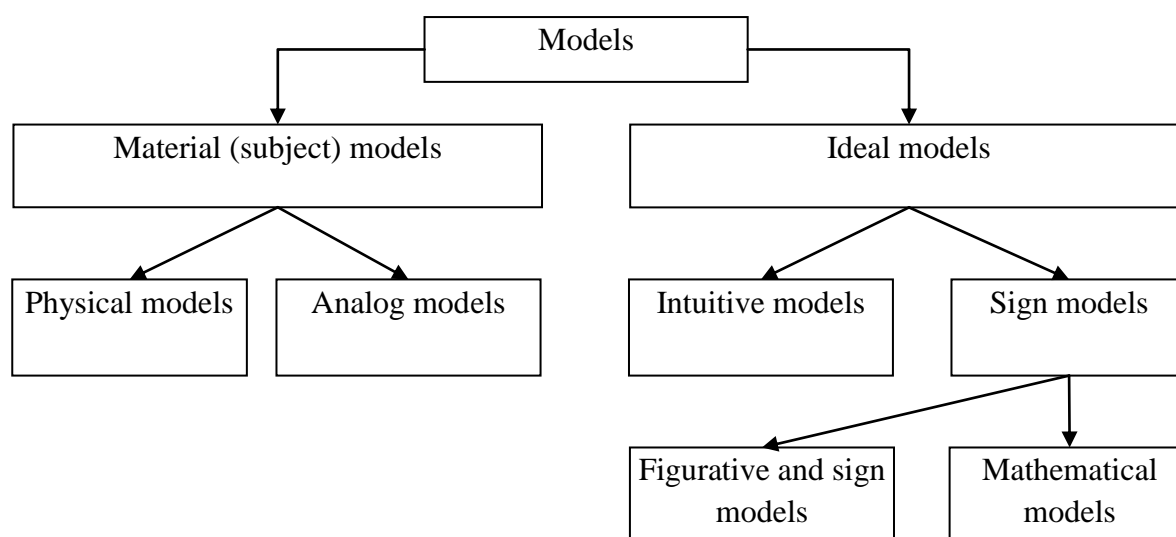 Models
Material (subject) models
Ideal models
Physical models
Analog models
Intuitive models
Sign models
Figurative and sign
models
Mathematical
models